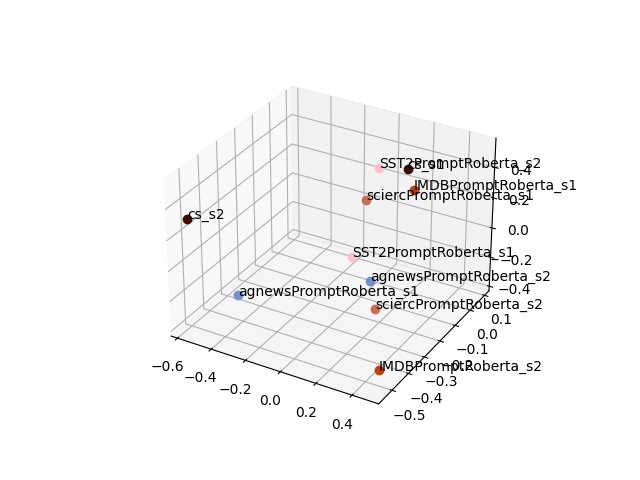 SST2PromptRoberta_s2
cs_s1
IMDBPromptRoberta_s1
sciercPromptRoberta_s1
cs_s2
SST2PromptRoberta_s1
agnewsPromptRoberta_s2
agnewsPromptRoberta_s1
sciercPromptRoberta_s2
IMDBPromptRoberta_s2
0.4
0.2
0.0
−0.2
−0.4
0.1
0.0
−0.1
−0.2
−0.3
−0.4
−0.5
−0.6
−0.4
−0.2
0.0
0.2
0.4